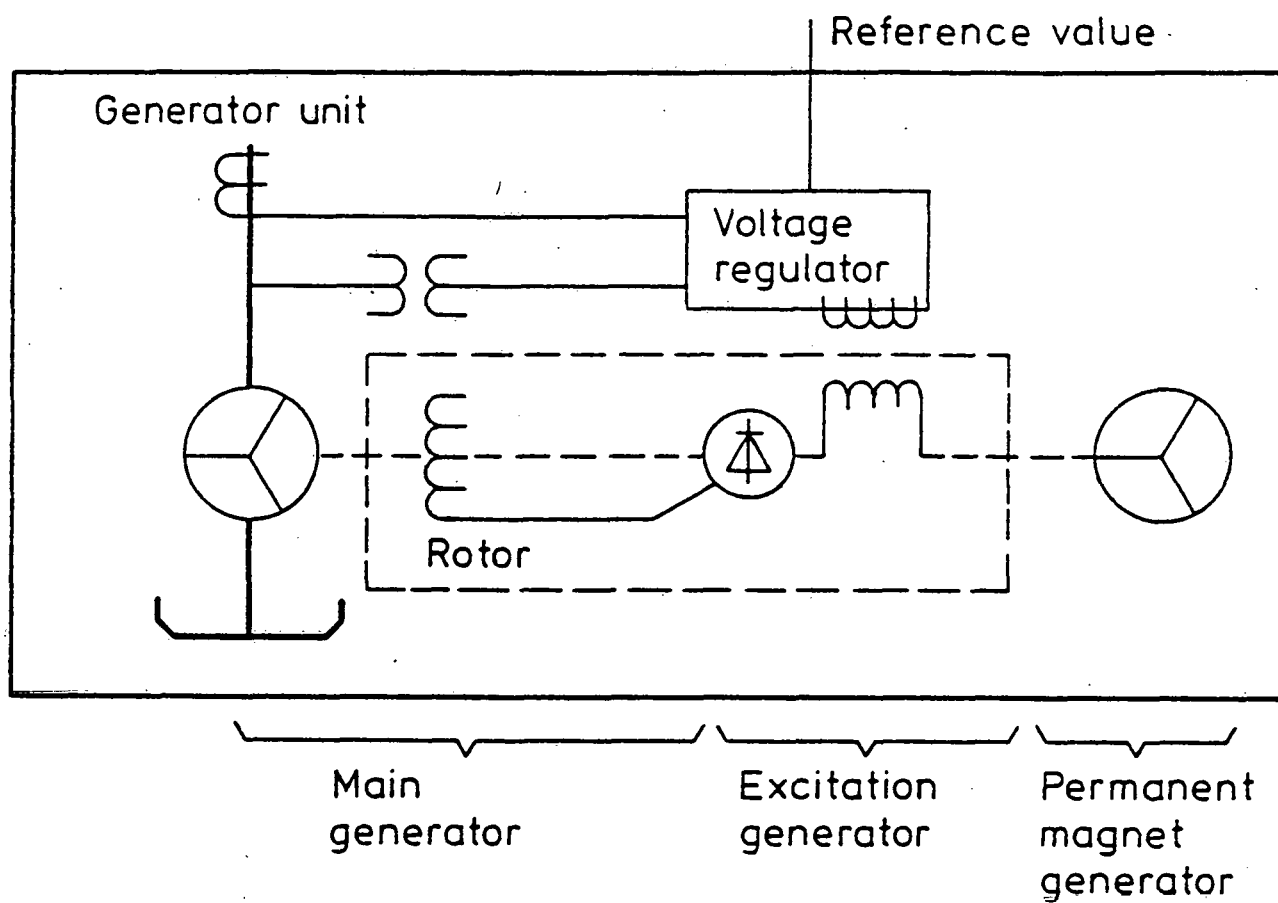 Reference value
Generator unit
Voltage
regulator
Rotor
Main
generator
Excitation
generator
Permanent
magnet
generator